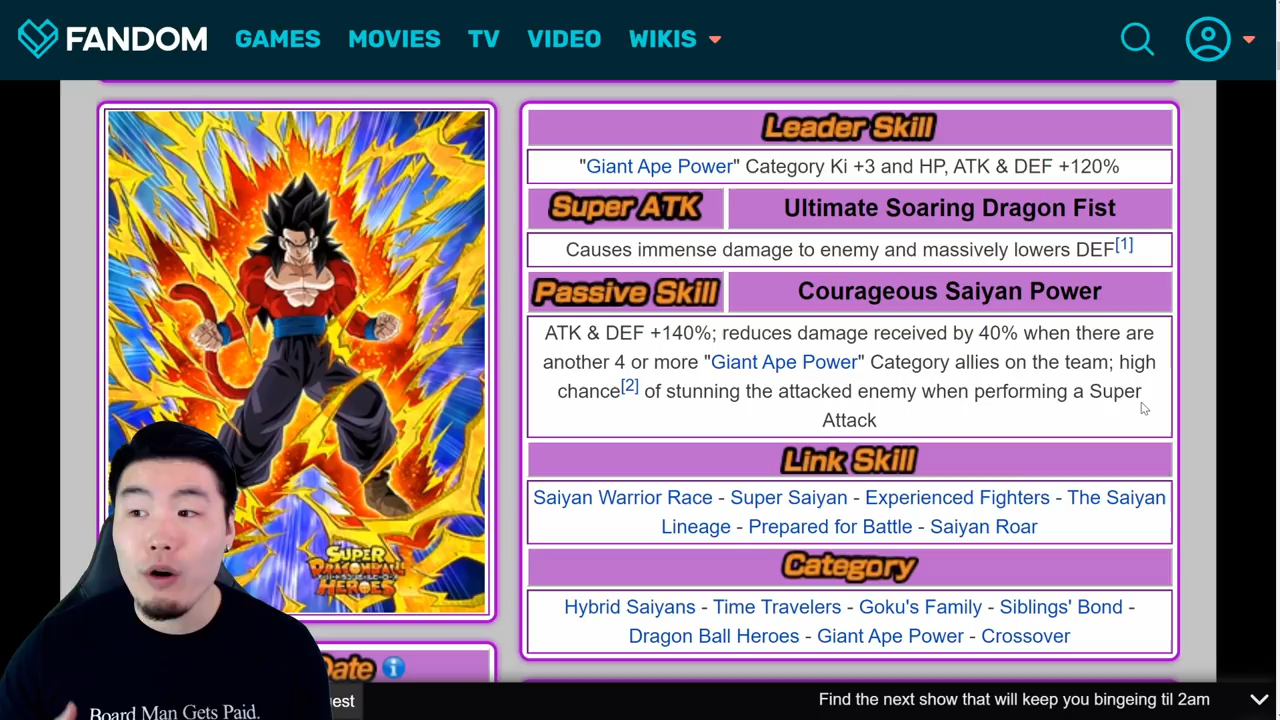 FANDOM GAMES MOVIES TV VIDEO WIKIS
Leader Skill
"Giant Ape Power" Category Ki +3 and HP, ATK & DEF +120%
Super ATK Ultimate Soaring Dragon Fist
Causes immense damage to enemy and massively lowers DEF[1]
Passive Skill Courageous Saiyan Power
ATK & DEF +140%; reduces damage received by 40% when there are
another 4 or more "Giant Ape Power" Category allies on the team; high
chance[2] of stunning the attacked enemy when performing a Super
Attack
Link Skill
Saiyan Warrior Race - Super Saiyan - Experienced Fighters - The Saiyan
Lineage - Prepared for Battle - Saiyan Roar
Category
Hybrid Saiyans - Time Travelers - Goku's Family - Siblings' Bond -
Dragon Ball Heroes - Giant Ape Power - Crossover
SUPER
DRAGONBALL
HEROES
Date i
Find the next show that will keep you bingeing til 2am
Board Man Gets Paid.